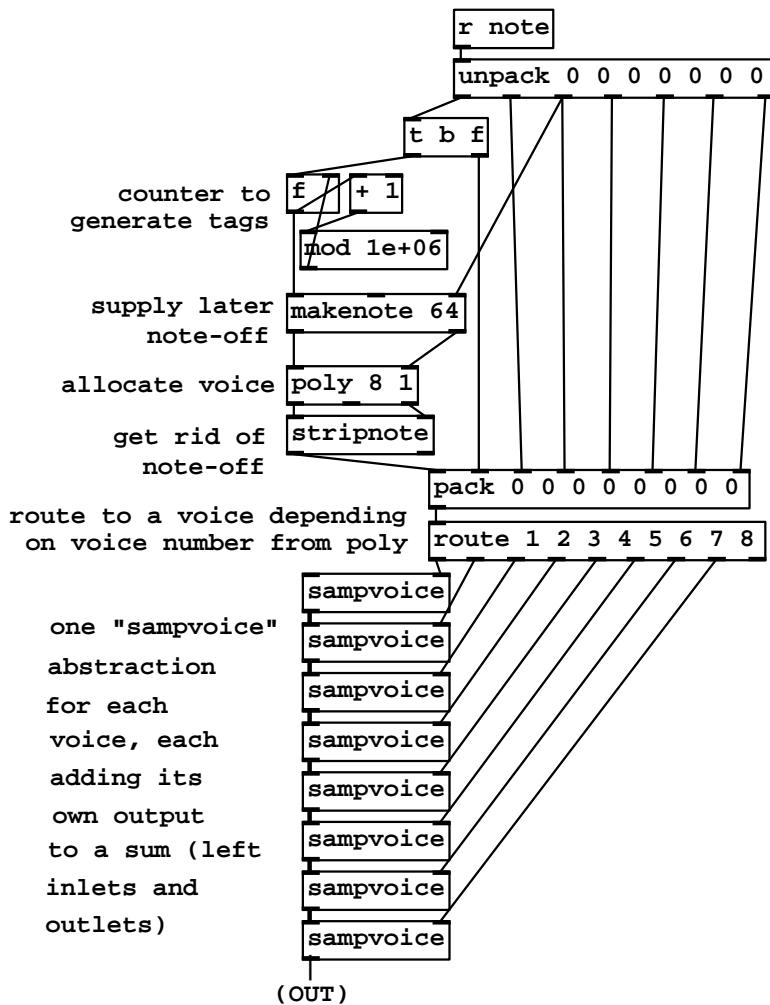 r note
unpack 0 0 0 0 0 0 0
t b f
f
+ 1
counter to
generate tags
mod 1e+06
supply later
note-off
makenote 64
allocate voice
poly 8 1
get rid of
note-off
stripnote
pack 0 0 0 0 0 0 0 0
route to a voice depending
on voice number from poly
route 1 2 3 4 5 6 7 8
sampvoice
one "sampvoice"
sampvoice
abstraction
sampvoice
for each
voice, each
sampvoice
adding its
sampvoice
own output
sampvoice
to a sum (left
inlets and
sampvoice
outlets)
sampvoice
(OUT)